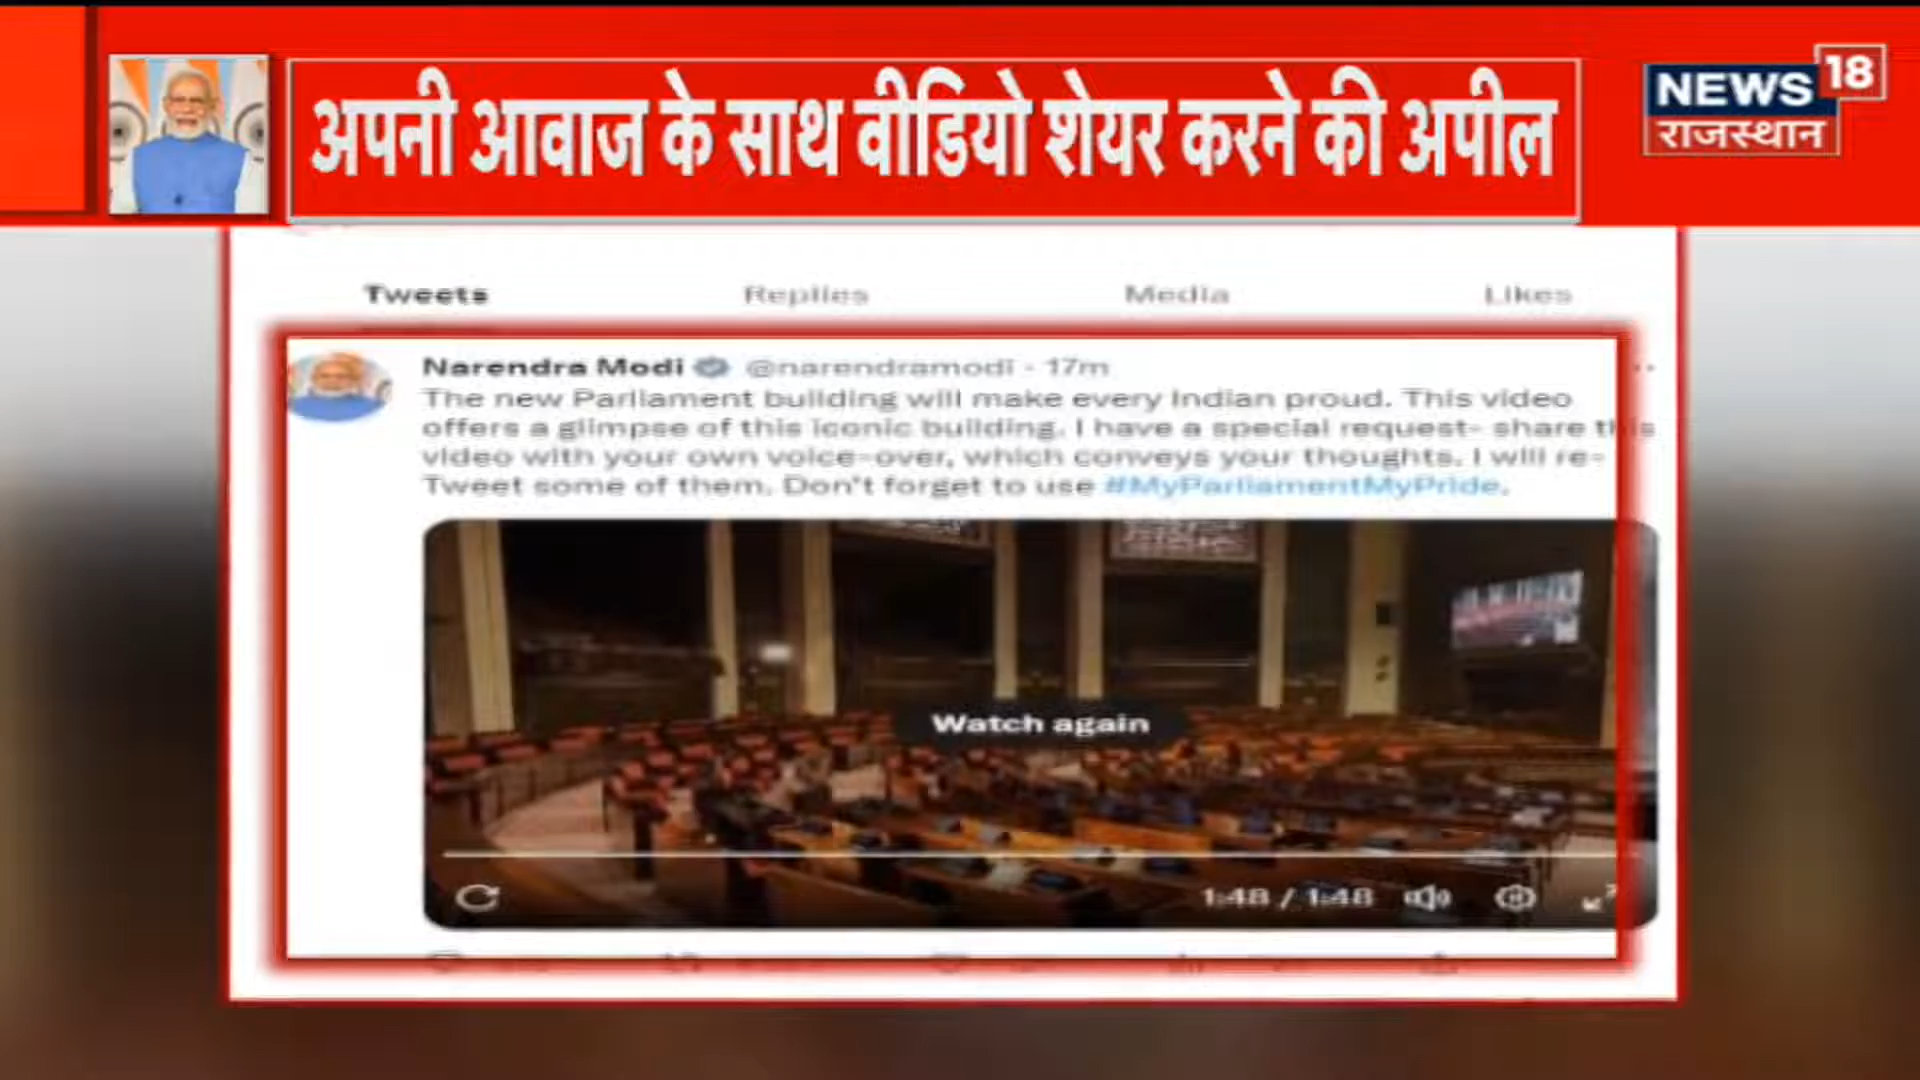 अपनी आवाज के साथ वीडियो शेयर करने की अपील
NEWS 18
राजस्थान
Tweets Replies Media Likes
Narendra Modi @narendramodi · 17m
The new Parliament building will make every Indian proud. This video
offers a glimpse of this iconic building. I have a special request- share this
video with your own voice-over, which conveys your thoughts. I will re-
Tweet some of them. Don't forget to use #MyParliamentMyPride.
Watch again
1:48 / 1:48